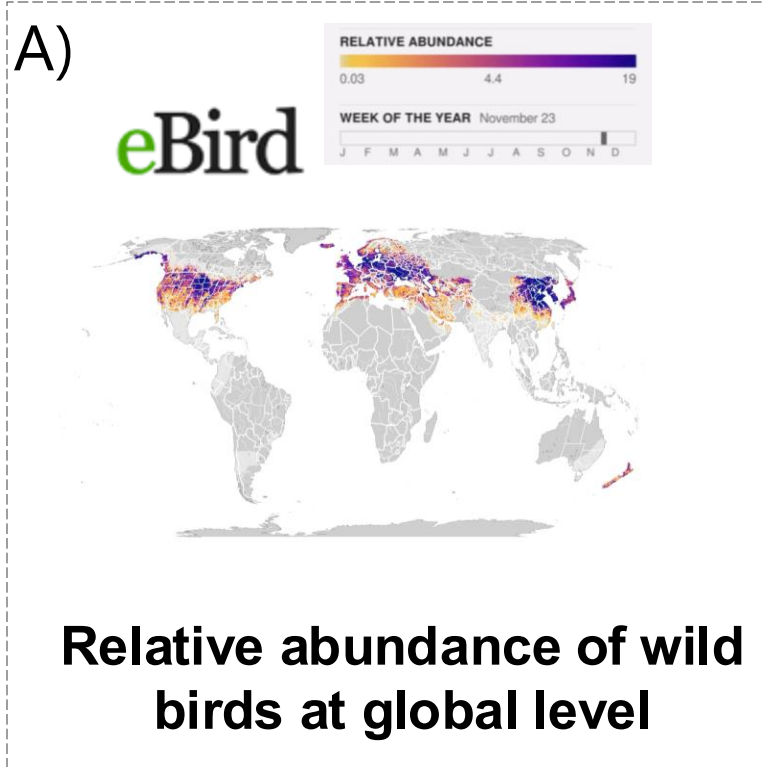 A)
eBird
RELATIVE ABUNDANCE
0.03 4.4 19
WEEK OF THE YEAR November 23
J F M A M J J A S O N D
Relative abundance of wild
birds at global level